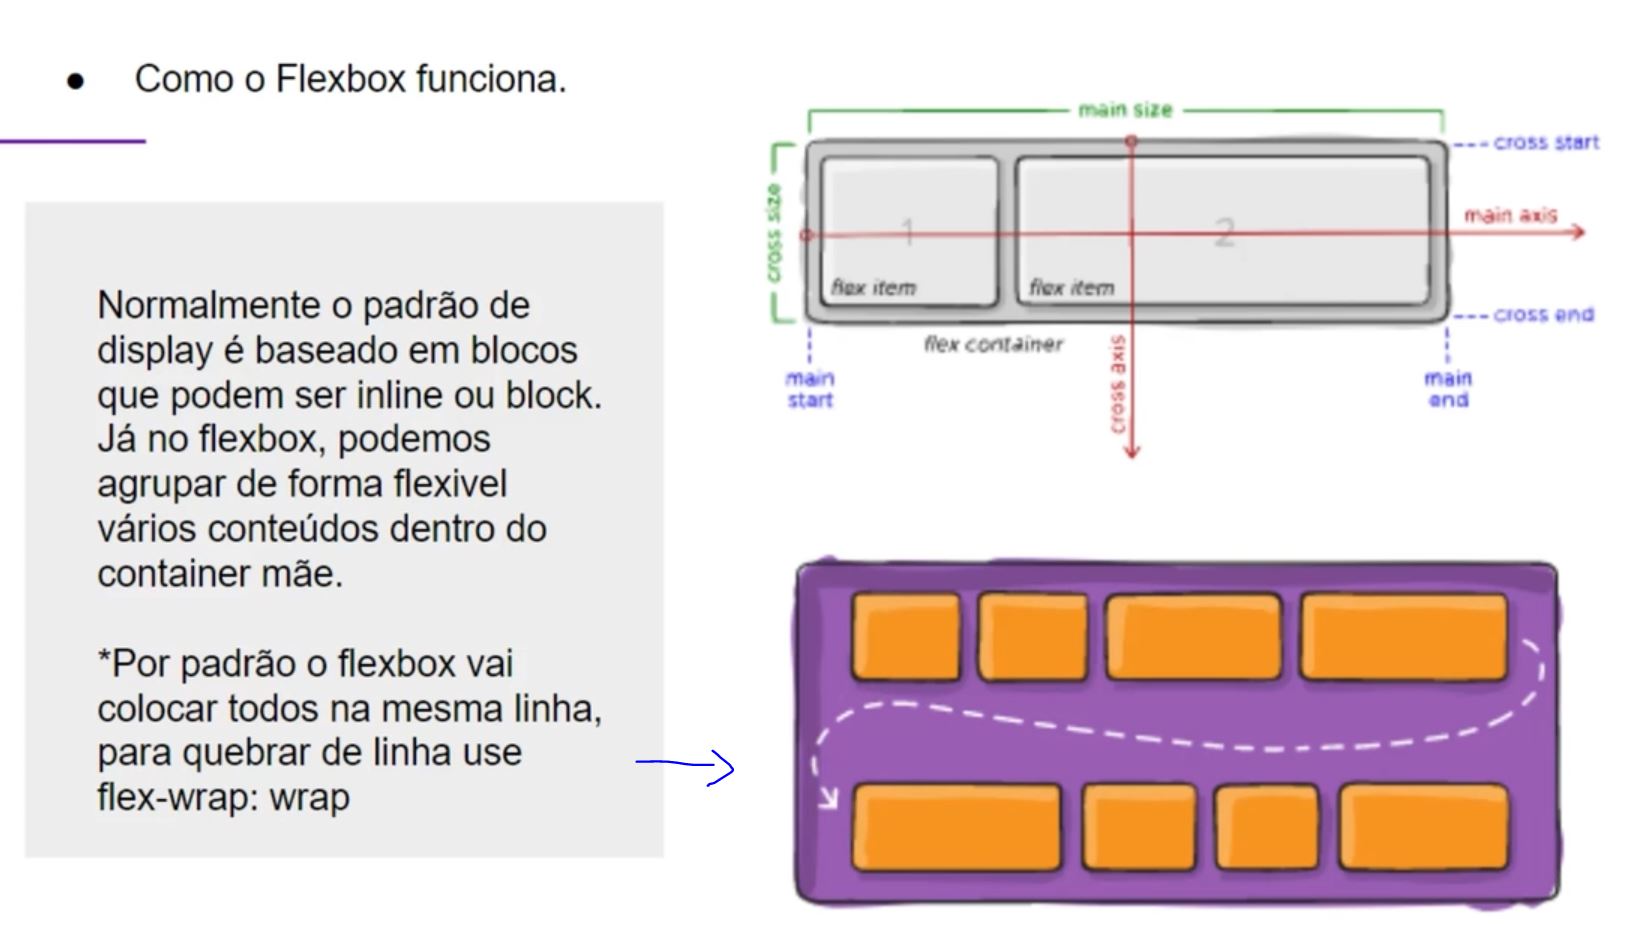 Como o Flexbox funciona.
Normalmente o padrão de
display é baseado em blocos
que podem ser inline ou block.
Já no flexbox, podemos
agrupar de forma flexivel
vários conteúdos dentro do
container mãe.
*Por padrão o flexbox vai
colocar todos na mesma linha,
para quebrar de linha use
flex-wrap: wrap
main size
cross start
cross size
main axis
1
2
flex item
flex item
cross end
flex container
cross axis
main
start
main
end